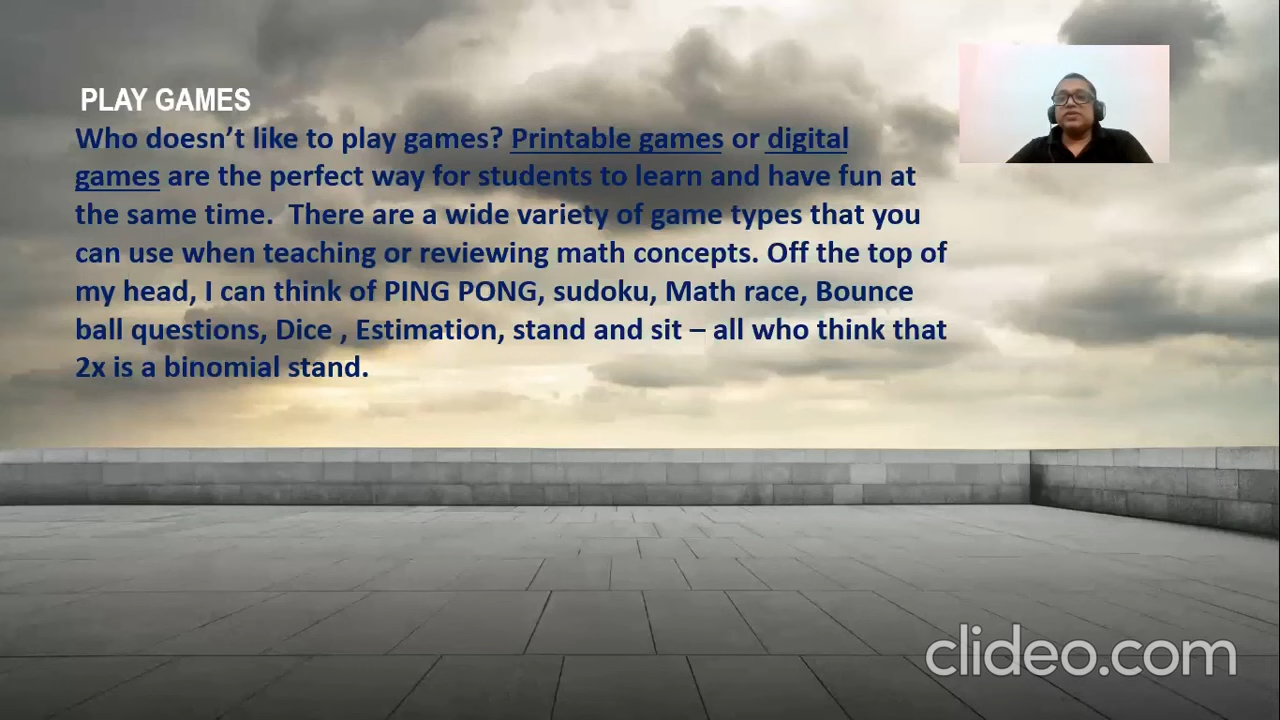 PLAY GAMES
Who doesn’t like to play games? Printable games or digital
games are the perfect way for students to learn and have fun at
the same time.  There are a wide variety of game types that you
can use when teaching or reviewing math concepts. Off the top of
my head, I can think of PING PONG, sudoku, Math race, Bounce
ball questions, Dice , Estimation, stand and sit – all who think that
2x is a binomial stand.
clideo.com